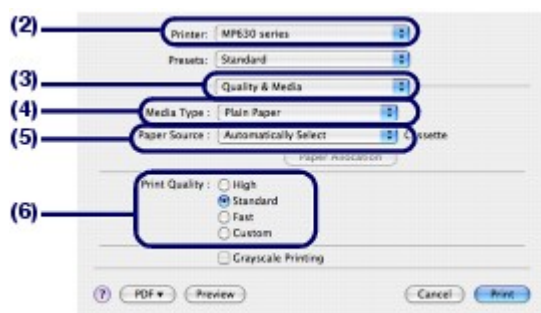 (2) Printer: MP630 series
Presets: Standard
(3) Quality & Media
(4) Media Type : Plain Paper
(5) Paper Source : Automatically Select Cassette
Paper Allocation
(6) Print Quality : High
Standard
Fast
Custom
Grayscale Printing
? PDF ▾ Preview Cancel Print